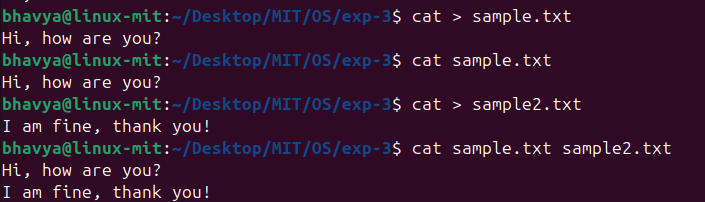 bhavya@linux-mit:~/Desktop/MIT/OS/exp-3$ cat > sample.txt
Hi, how are you?
bhavya@linux-mit:~/Desktop/MIT/OS/exp-3$ cat sample.txt
Hi, how are you?
bhavya@linux-mit:~/Desktop/MIT/OS/exp-3$ cat > sample2.txt
I am fine, thank you!
bhavya@linux-mit:~/Desktop/MIT/OS/exp-3$ cat sample.txt sample2.txt
Hi, how are you?
I am fine, thank you!